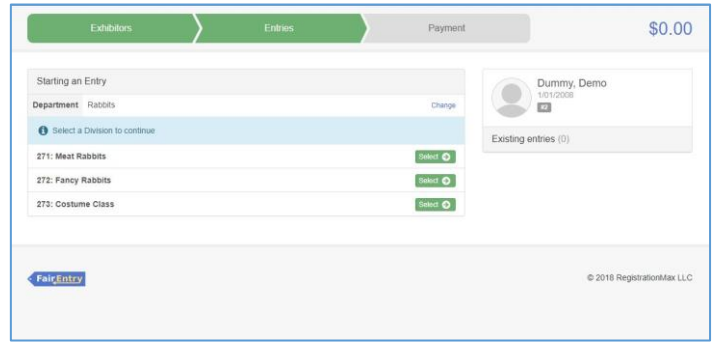 Exhibitors
Entries
Payment
$0.00
Starting an Entry
Department Rabbits Change
Select a Division to continue
271: Meat Rabbits Select
272: Fancy Rabbits Select
273: Costume Class Select
Dummy, Demo
1/01/2008
Existing entries (0)
FairEntry
© 2018 RegistrationMax LLC